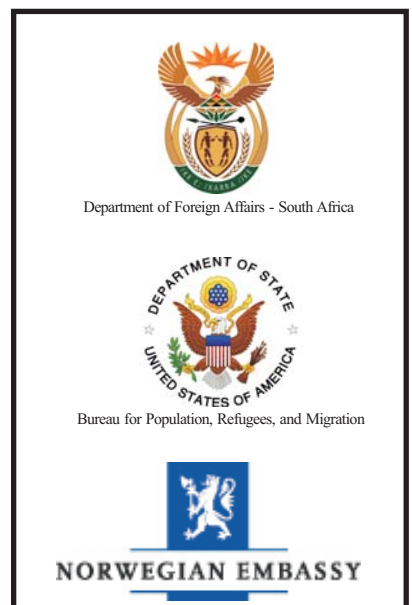 !KE E: /XARRA //KE
Department of Foreign Affairs - South Africa
DEPARTMENT OF STATE
UNITED STATES OF AMERICA
Bureau for Population, Refugees, and Migration
NORWEGIAN EMBASSY